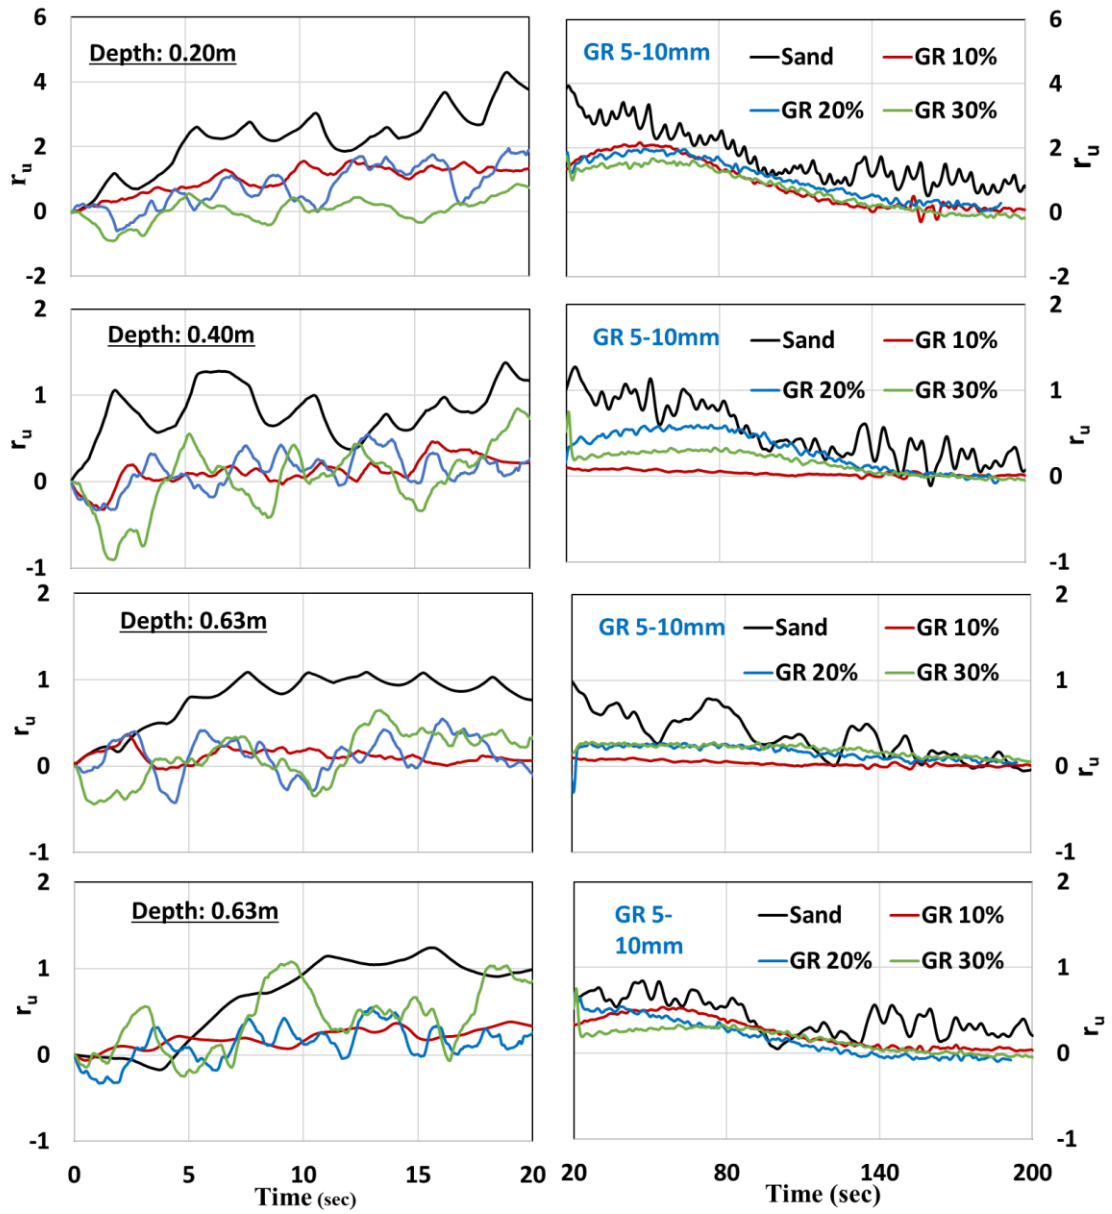 6
4
2
0
-2
r_u
Depth: 0.20m
GR 5-10mm
Sand
GR 10%
GR 20%
GR 30%
6
4
2
0
-2
r_u
2
1
0
-1
r_u
Depth: 0.40m
GR 5-10mm
Sand
GR 10%
GR 20%
GR 30%
2
1
0
-1
r_u
2
1
0
-1
r_u
Depth: 0.63m
GR 5-10mm
Sand
GR 10%
GR 20%
GR 30%
2
1
0
-1
r_u
2
1
0
-1
r_u
Depth: 0.63m
0 5 10 15 20
Time (sec)
GR 5-
10mm
Sand
GR 10%
GR 20%
GR 30%
2
1
0
-1
r_u
20 80 140 200
Time (sec)